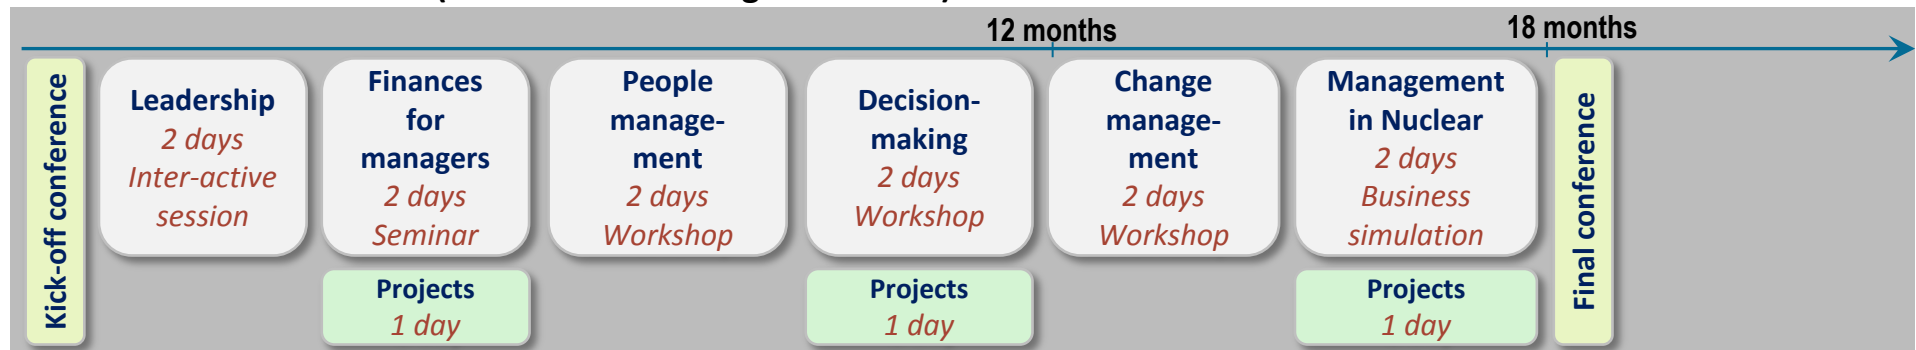 12 months
18 months
Kick-off conference
Leadership
2 days
Inter-active
session
Finances
for
managers
2 days
Seminar
Projects
1 day
People
manage-
ment
2 days
Workshop
Decision-
making
2 days
Workshop
Projects
1 day
Change
manage-
ment
2 days
Workshop
Management
in Nuclear
2 days
Business
simulation
Projects
1 day
Final conference